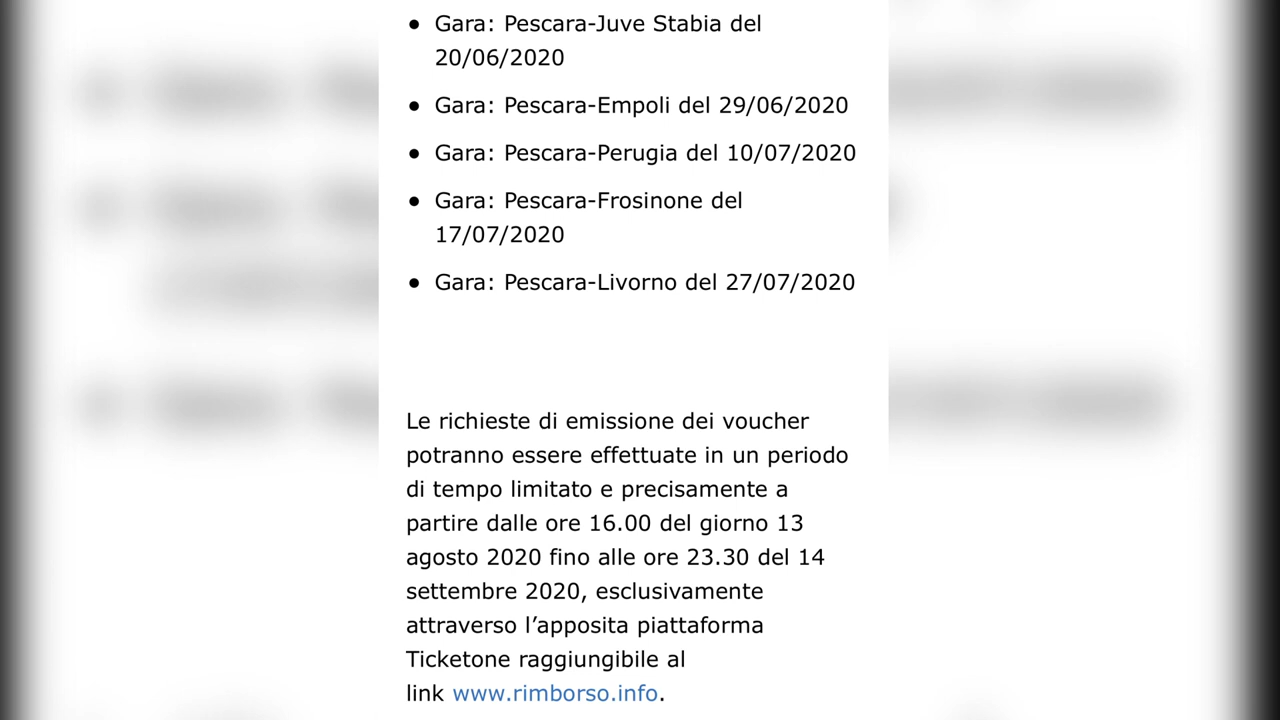 ● Gara: Pescara-Juve Stabia del
20/06/2020
● Gara: Pescara-Empoli del 29/06/2020
● Gara: Pescara-Perugia del 10/07/2020
● Gara: Pescara-Frosinone del
17/07/2020
● Gara: Pescara-Livorno del 27/07/2020
Le richieste di emissione dei voucher
potranno essere effettuate in un periodo
di tempo limitato e precisamente a
partire dalle ore 16.00 del giorno 13
agosto 2020 fino alle ore 23.30 del 14
settembre 2020, esclusivamente
attraverso l’apposita piattaforma
Ticketone raggiungibile al
link www.rimborso.info.